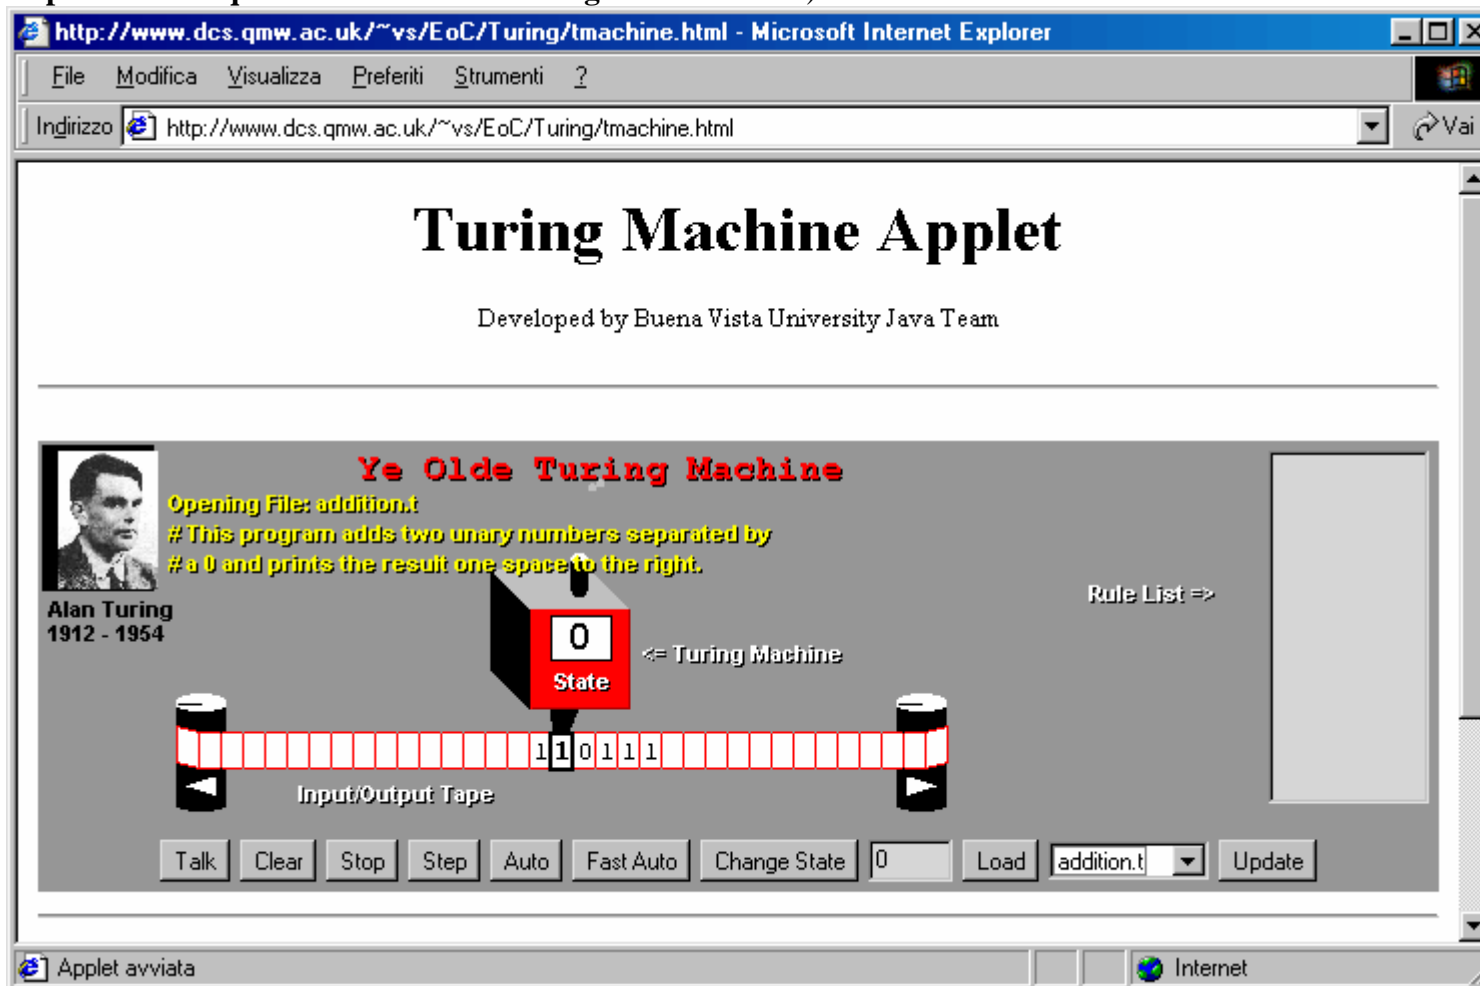 http://www.dcs.qmw.ac.uk/~vs/EoC/Turing/tmachine.html - Microsoft Internet Explorer
File Modifica Visualizza Preferiti Strumenti ?
Indirizzo http://www.dcs.qmw.ac.uk/~vs/EoC/Turing/tmachine.html Vai
Turing Machine Applet
Developed by Buena Vista University Java Team
Ye Olde Turing Machine
Opening File: addition.t
# This program adds two unary numbers separated by
# a 0 and prints the result one space to the right.
Alan Turing
1912 - 1954
Rule List =>
0
State
<= Turing Machine
1 1 0 1 1 1
Input/Output Tape
Talk Clear Stop Step Auto Fast Auto Change State 0 Load addition.t Update
Applet avviata Internet